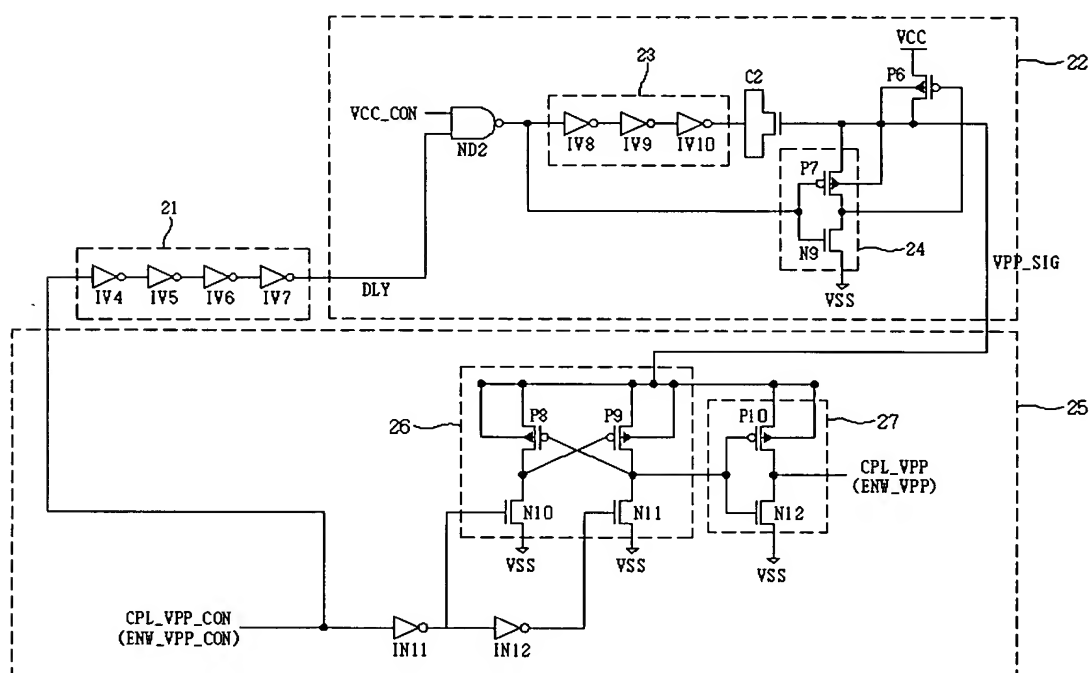 VCC
22
P6
23
C2
VCC_CON
ND2
IV8
IV9
IV10
P7
21
N9
24
VPP_SIG
VSS
IV4
IV5
IV6
IV7
DLY
26
P8
P9
P10
27
25
CPL_VPP
(ENW_VPP)
N10
N11
N12
VSS
VSS
VSS
CPL_VPP_CON
(ENW_VPP_CON)
IN11
IN12